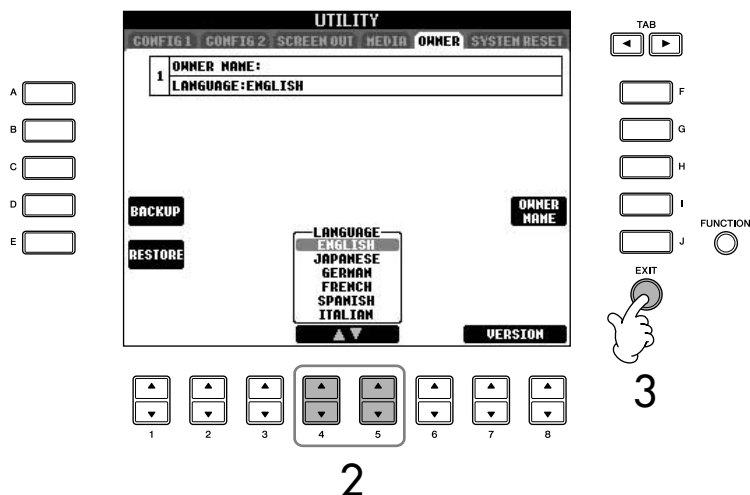 UTILITY
TAB
CONFIG 1 CONFIG 2 SCREEN OUT MEDIA OWNER SYSTEM RESET
1 OWNER NAME:
LANGUAGE:ENGLISH
A
B
C
D
E
F
G
H
I
J
BACKUP
RESTORE
OWNER
NAME
LANGUAGE
ENGLISH
JAPANESE
GERMAN
FRENCH
SPANISH
ITALIAN
VERSION
FUNCTION
EXIT
3
1 2 3 4 5 6 7 8
2